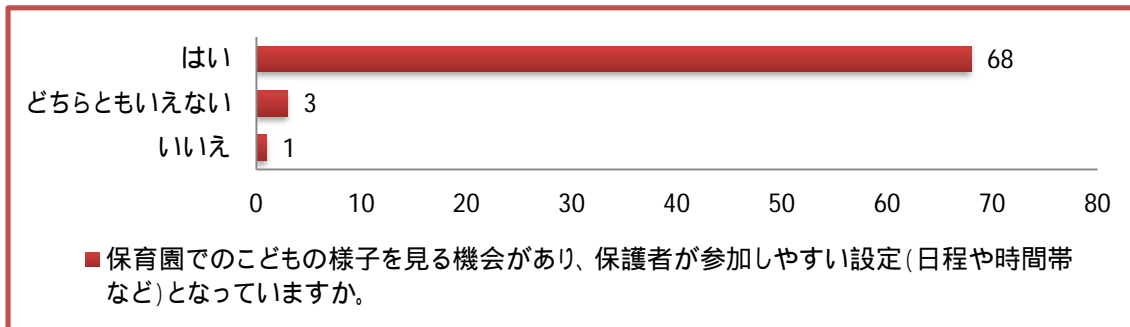 はい 68
どちらともいえない 3
いいえ 1
0 10 20 30 40 50 60 70 80
保育園でのこどもの様子を見る機会があり、保護者が参加しやすい設定(日程や時間帯
など)となっていますか。